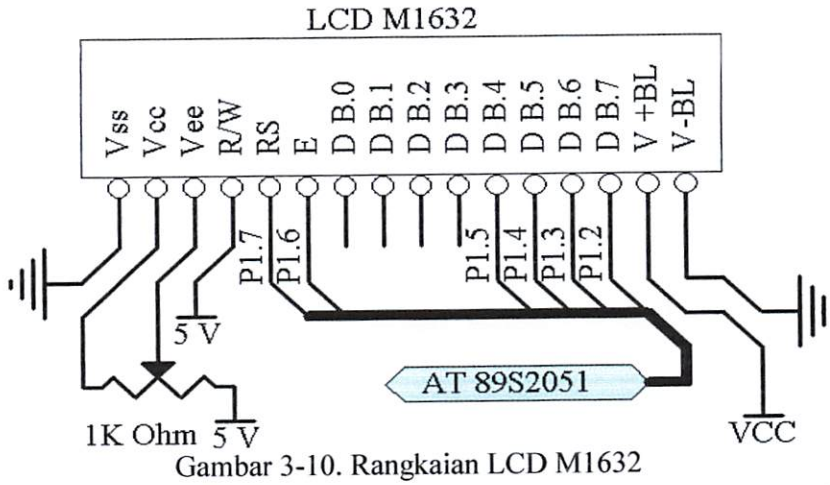 LCD M1632
Vss Vcc Vee R/W RS E D B.0 D B.1 D B.2 D B.3 D B.4 D B.5 D B.6 D B.7 V +BL V-BL
P1.7 P1.6 P1.5 P1.4 P1.3 P1.2
5 V
AT 89S2051
1K Ohm 5 V VCC
Gambar 3-10. Rangkaian LCD M1632